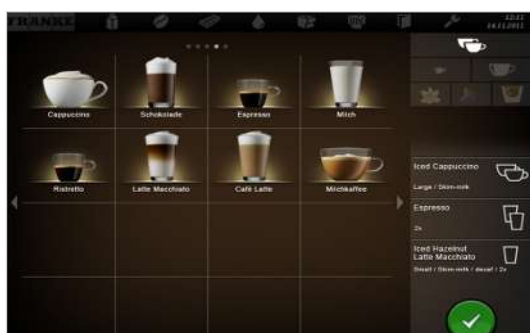 FRANKE
12:12
14.11.2011
Cappuccino
Schokolade
Espresso
Milch
Ristretto
Latte Macchiato
Café Latte
Milchkaffee
Iced Cappuccino
Large / Skim-milk
Espresso
2x
Iced Hazelnut
Latte Macchiato
Small / Skim-milk / decaf / 2x